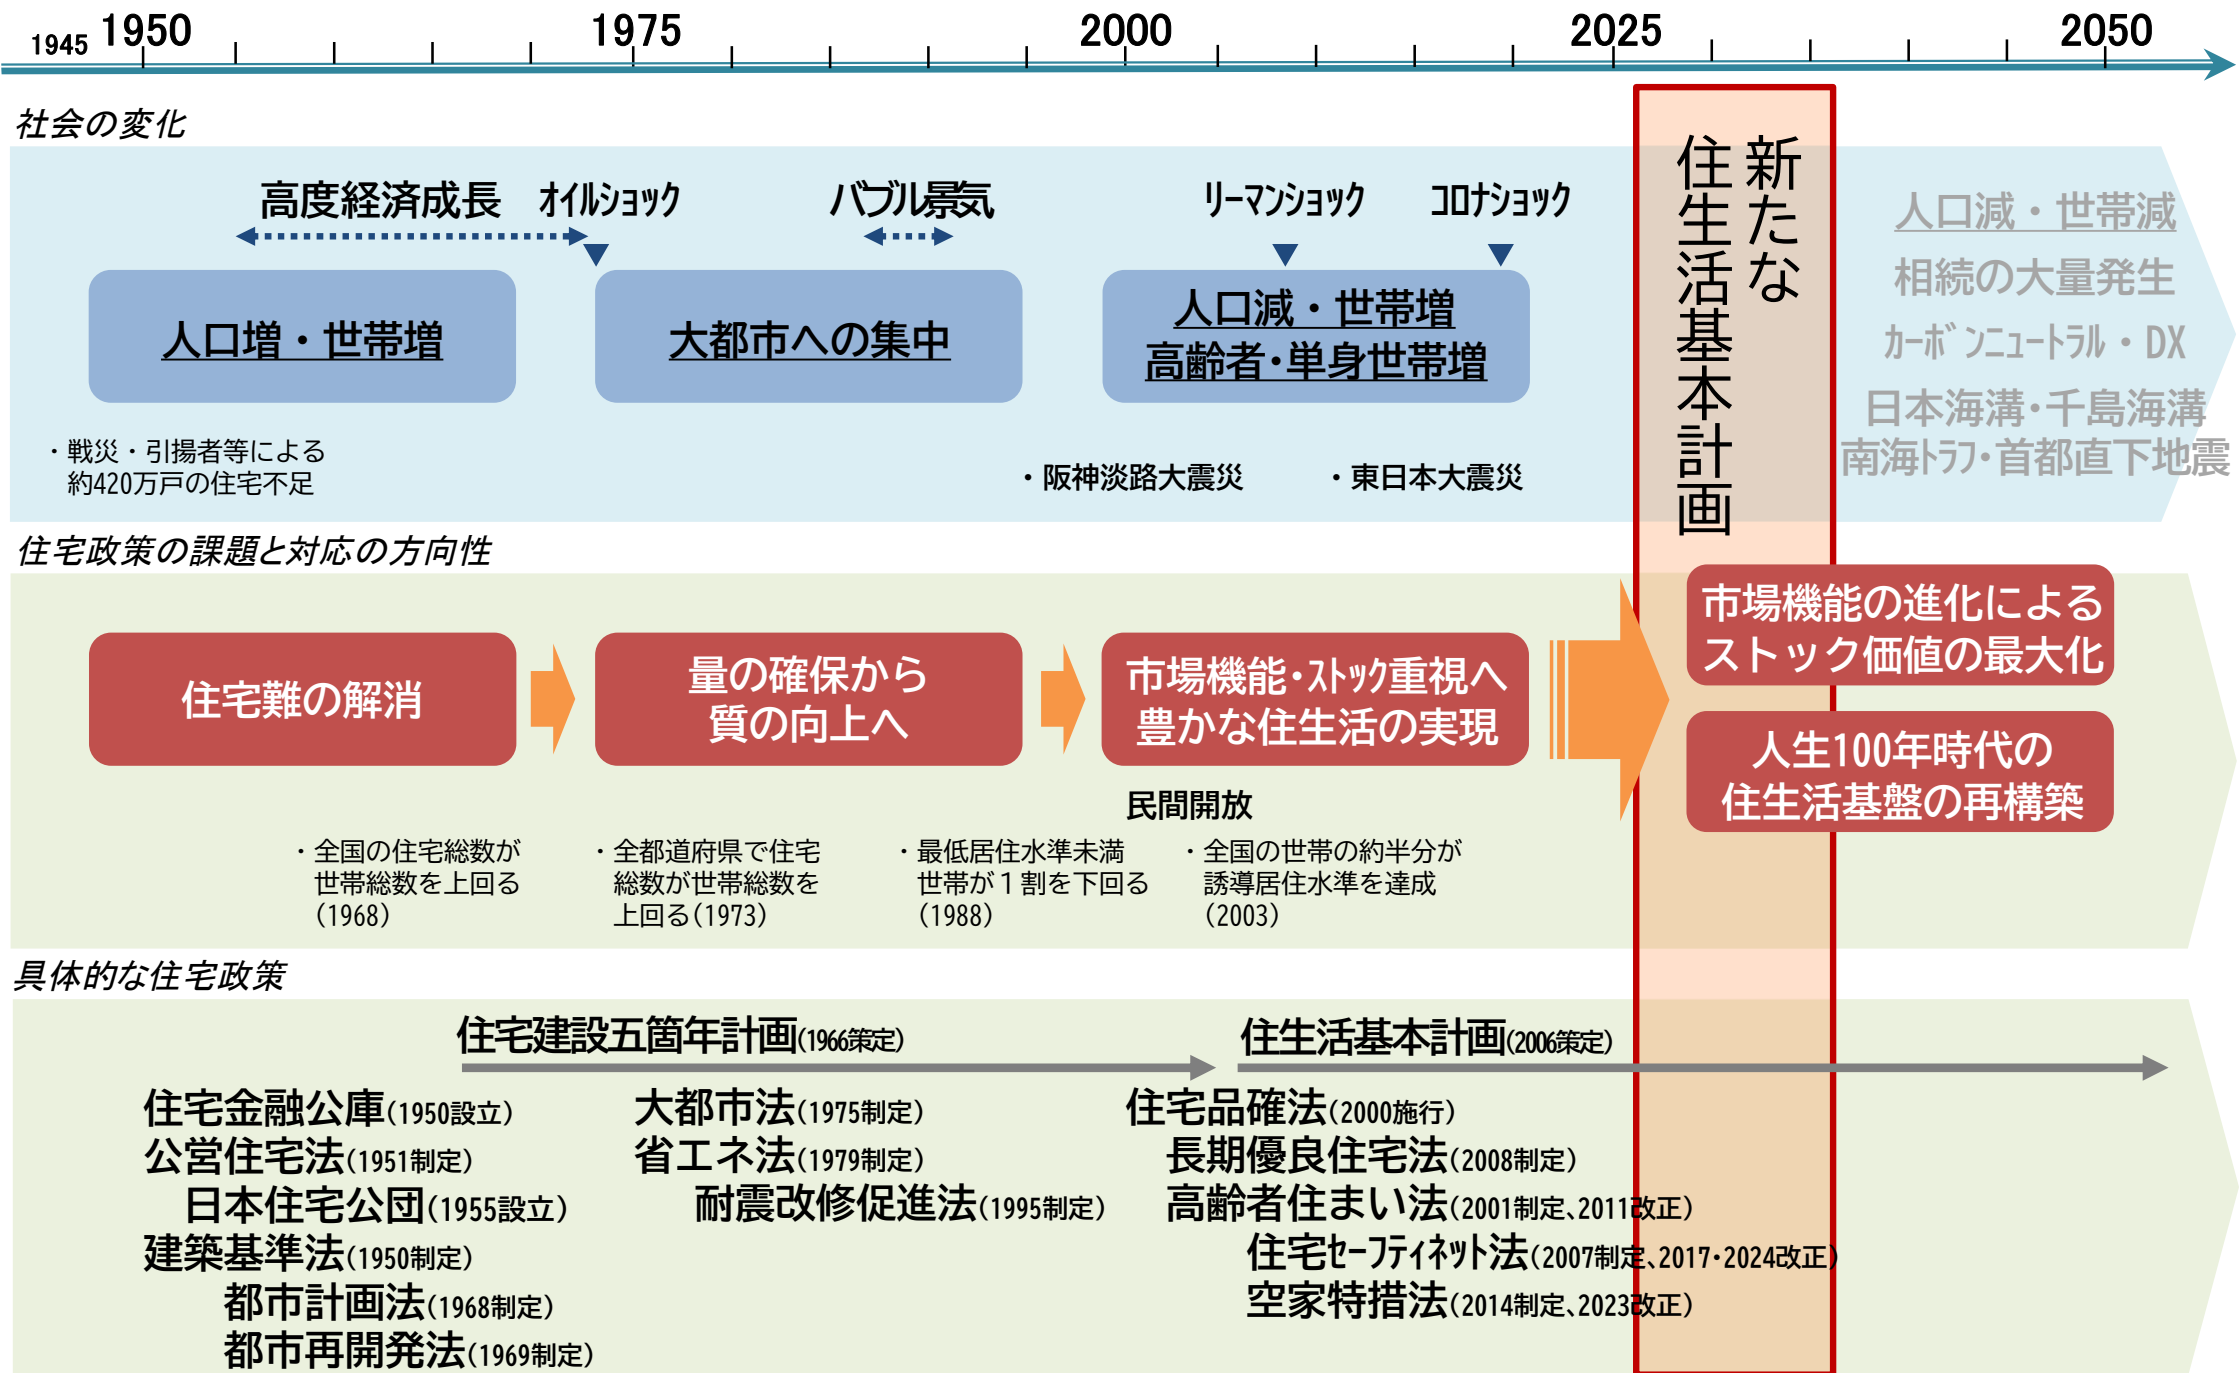 1945 1950 1975 2000 2025 2050
社会の変化
高度経済成長 ｵｲﾙｼｮｯｸ バブル景気 ﾘｰﾏﾝｼｮｯｸ ｺﾛﾅｼｮｯｸ
人口増・世帯増
大都市への集中
人口減・世帯増
高齢者･単身世帯増
・戦災・引揚者等による
約420万戸の住宅不足
・阪神淡路大震災
・東日本大震災
新たな
住生活基本計画
人口減・世帯減
相続の大量発生
ｶｰﾎﾞﾝﾆｭｰﾄﾗﾙ・DX
日本海溝･千島海溝
南海ﾄﾗﾌ･首都直下地震
住宅政策の課題と対応の方向性
住宅難の解消
量の確保から
質の向上へ
市場機能･ｽﾄｯｸ重視へ
豊かな住生活の実現
市場機能の進化による
ストック価値の最大化
人生100年時代の
住生活基盤の再構築
民間開放
・全国の住宅総数が
世帯総数を上回る
(1968)
・全都道府県で住宅
総数が世帯総数を
上回る(1973)
・最低居住水準未満
世帯が１割を下回る
(1988)
・全国の世帯の約半分が
誘導居住水準を達成
(2003)
具体的な住宅政策
住宅建設五箇年計画(1966策定)
住生活基本計画(2006策定)
住宅金融公庫(1950設立)
公営住宅法(1951制定)
日本住宅公団(1955設立)
建築基準法(1950制定)
都市計画法(1968制定)
都市再開発法(1969制定)
大都市法(1975制定)
省エネ法(1979制定)
耐震改修促進法(1995制定)
住宅品確法(2000施行)
長期優良住宅法(2008制定)
高齢者住まい法(2001制定､2011改正)
住宅ｾｰﾌﾃｨﾈｯﾄ法(2007制定､2017･2024改正)
空家特措法(2014制定､2023改正)